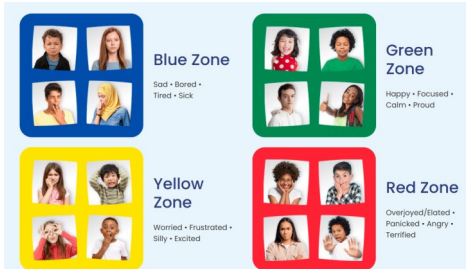 Blue Zone
Sad • Bored •
Tired • Sick
Green
Zone
Happy • Focused •
Calm • Proud
Yellow
Zone
Worried • Frustrated •
Silly • Excited
Red Zone
Overjoyed/Elated •
Panicked • Angry •
Terrified